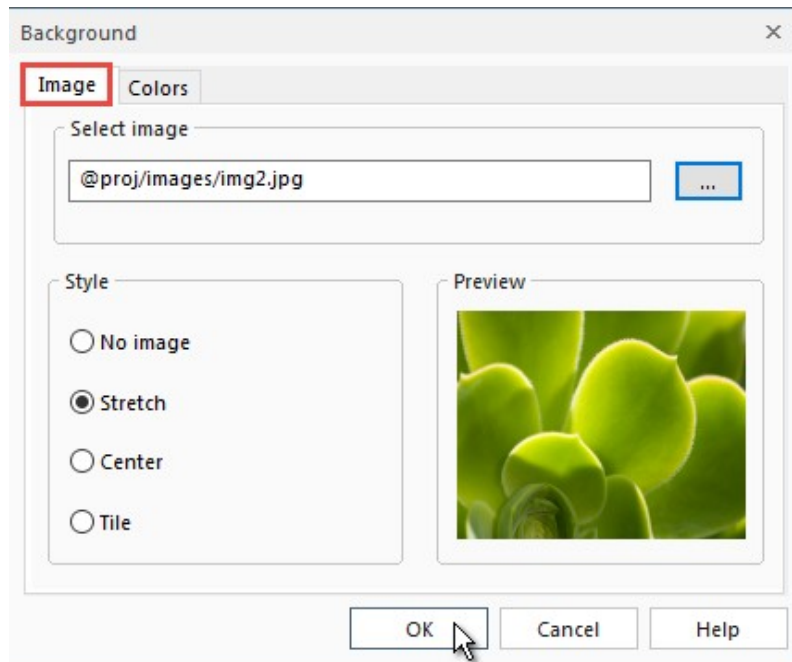 Background
Image Colors
Select image
@proj/images/img2.jpg ...
Style
Preview
No image
Stretch
Center
Tile
OK Cancel Help